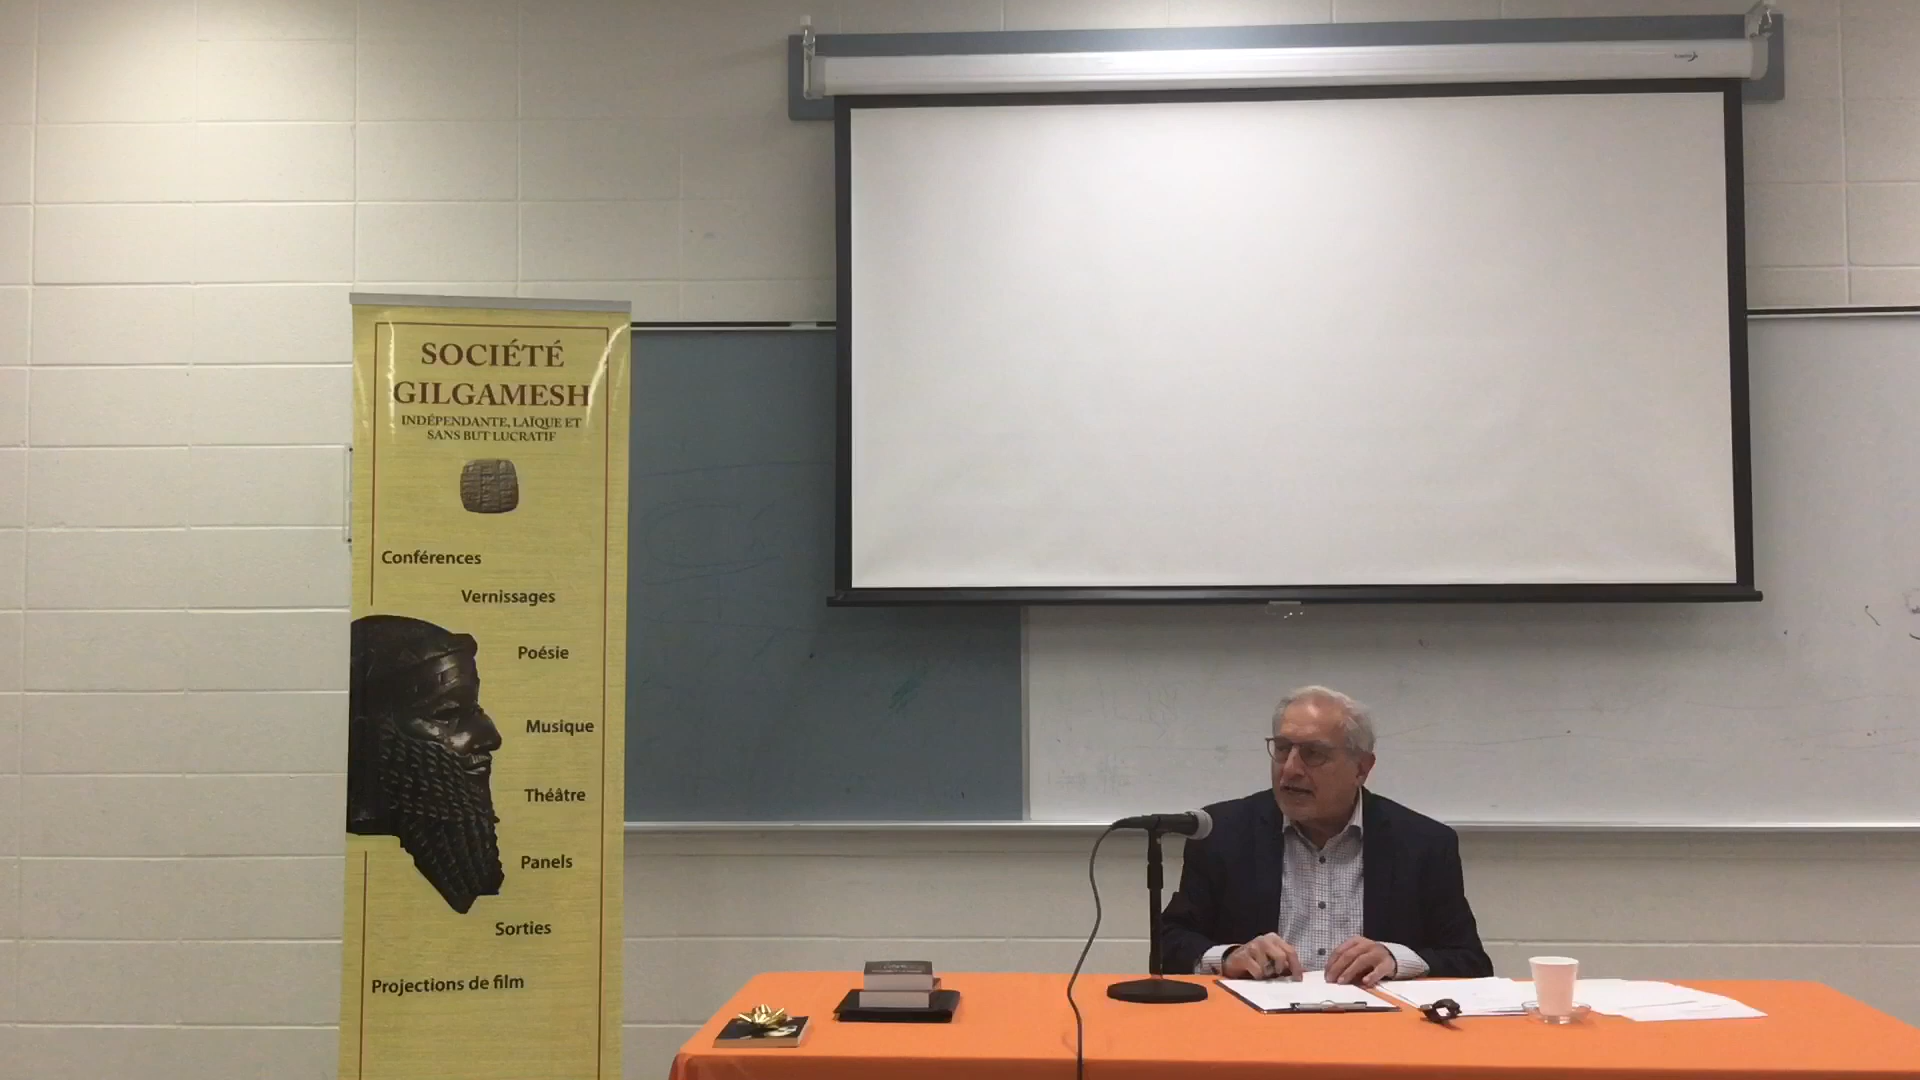 SOCIÉTÉ
GILGAMESH
INDÉPENDANTE, LAÏQUE ET
SANS BUT LUCRATIF
Conférences
Vernissages
Poésie
Musique
Théâtre
Panels
Sorties
Projections de film